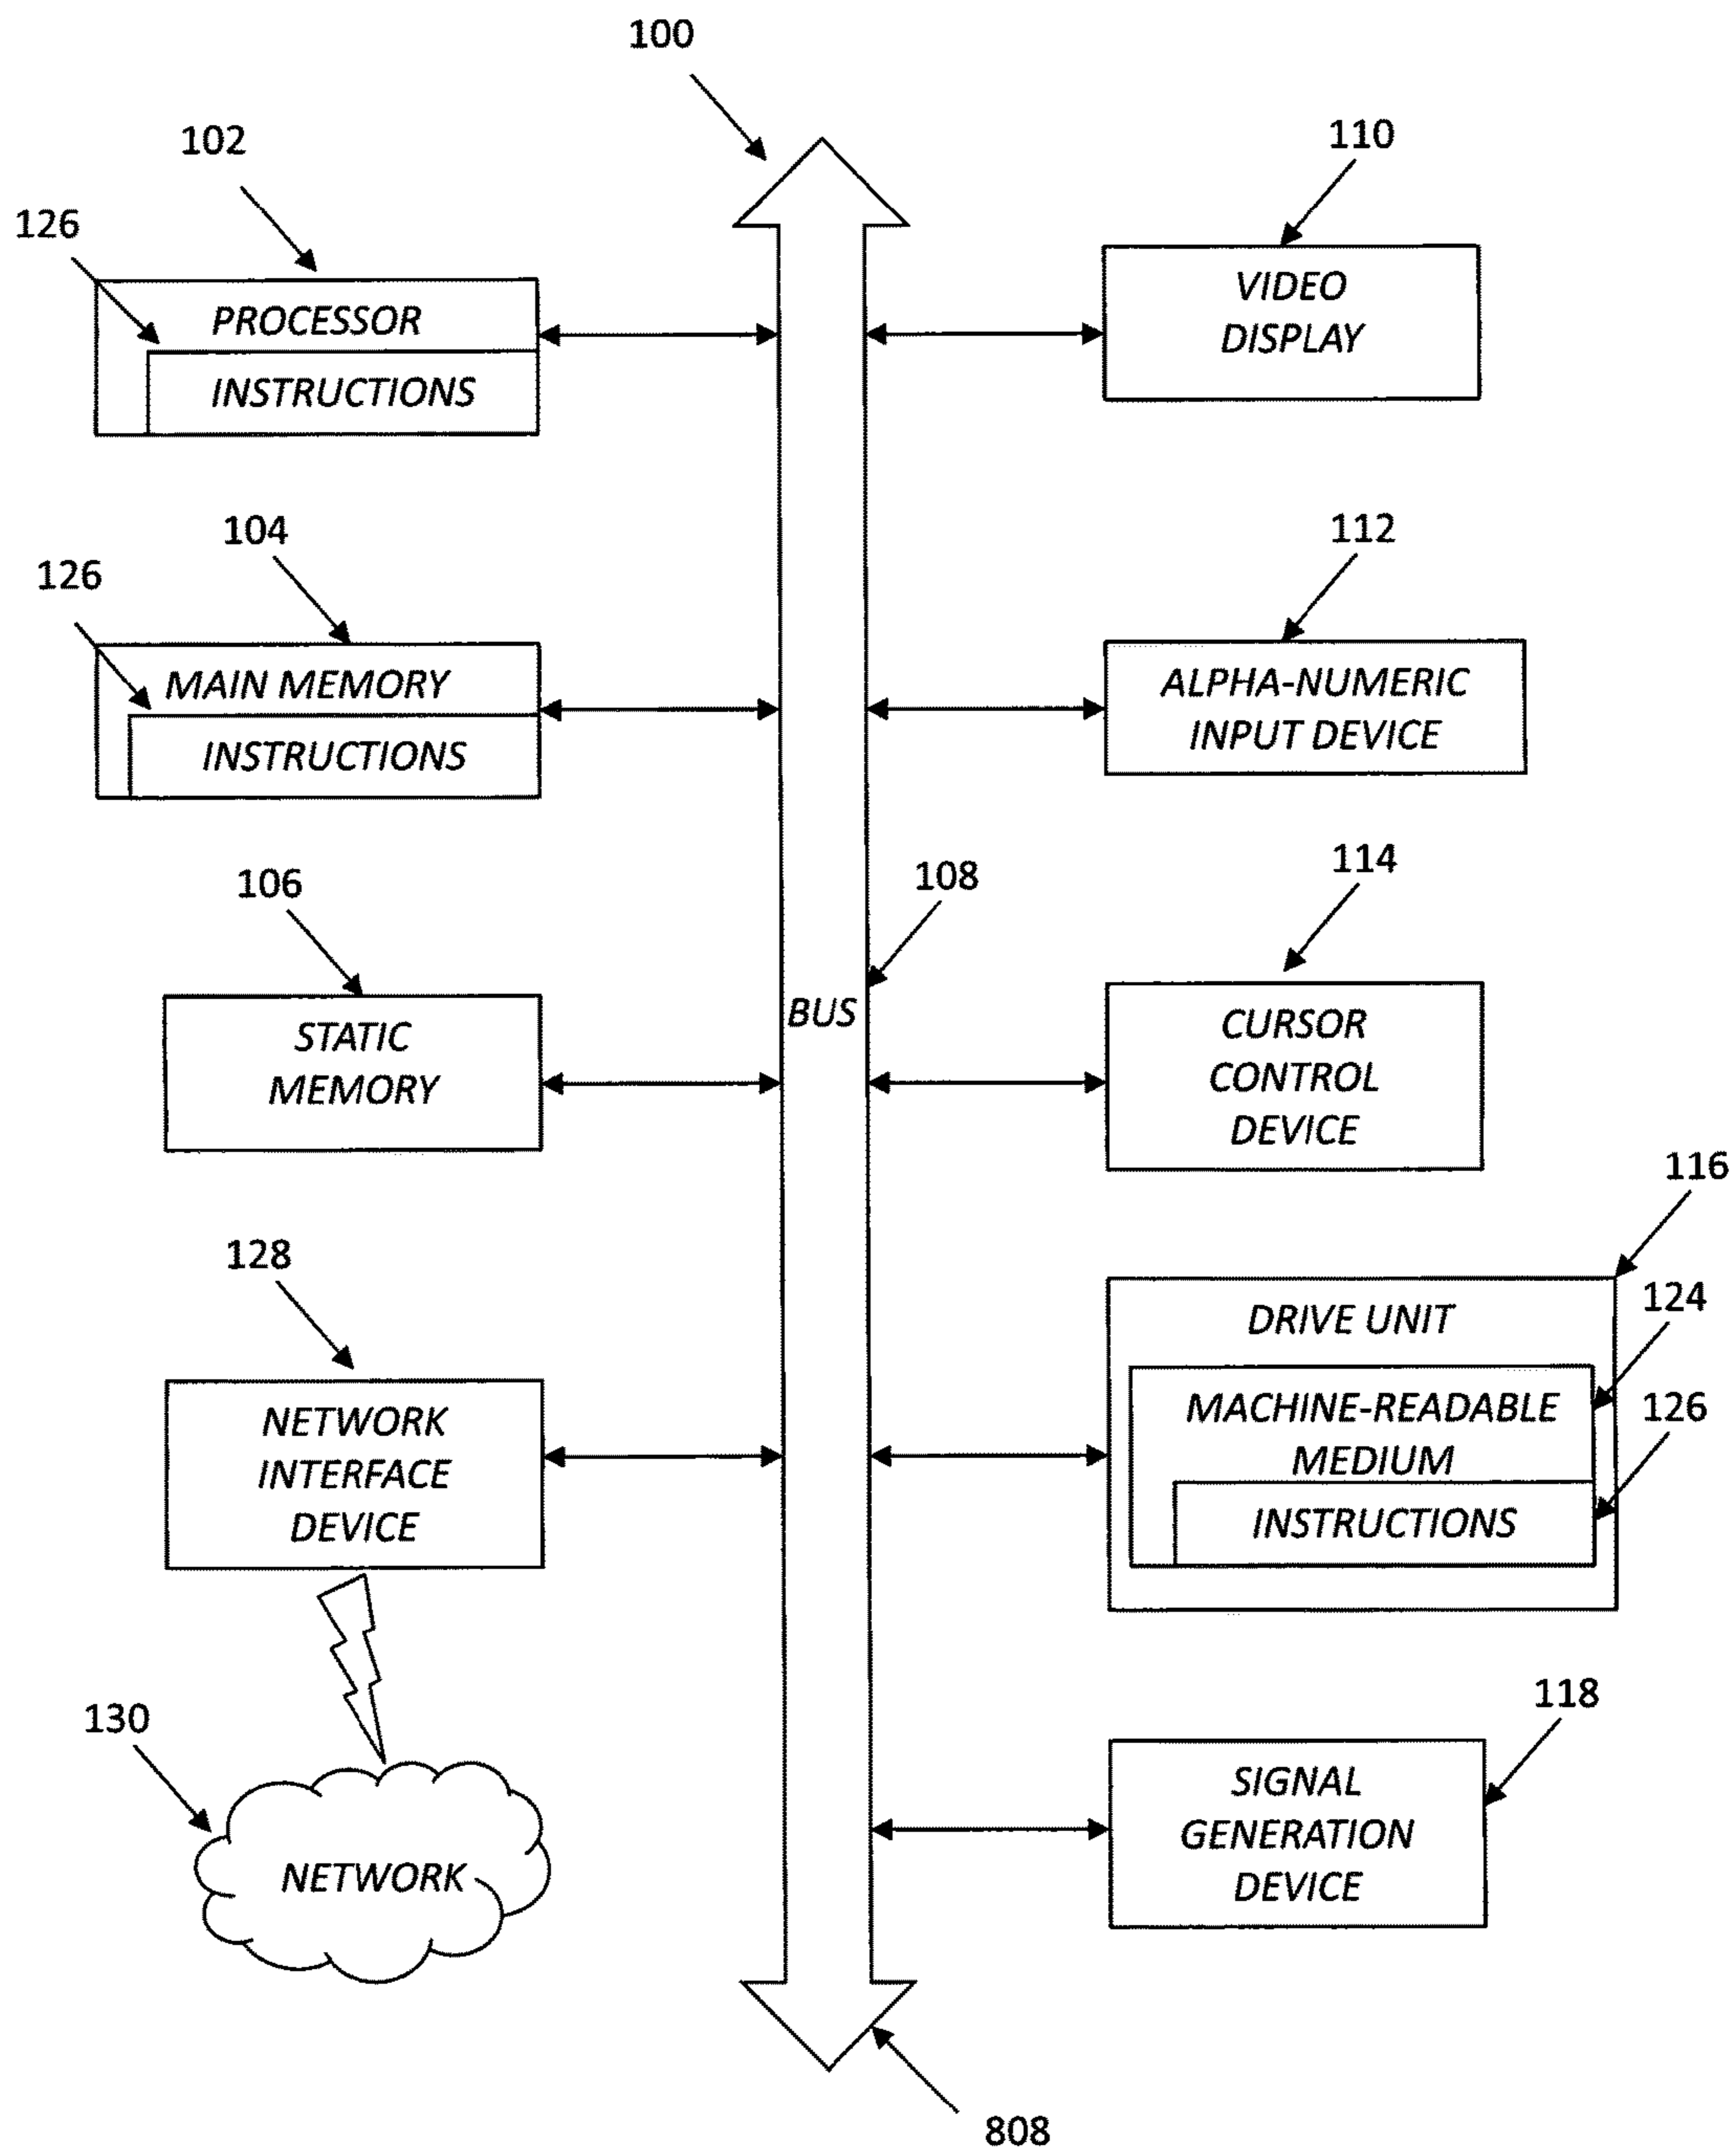 100
102
110
126
PROCESSOR
INSTRUCTIONS
VIDEO
DISPLAY
104
112
126
MAIN MEMORY
INSTRUCTIONS
ALPHA-NUMERIC
INPUT DEVICE
106
108
114
STATIC
MEMORY
BUS
CURSOR
CONTROL
DEVICE
116
128
124
126
NETWORK
INTERFACE
DEVICE
DRIVE UNIT
MACHINE-READABLE
MEDIUM
INSTRUCTIONS
130
118
NETWORK
SIGNAL
GENERATION
DEVICE
808